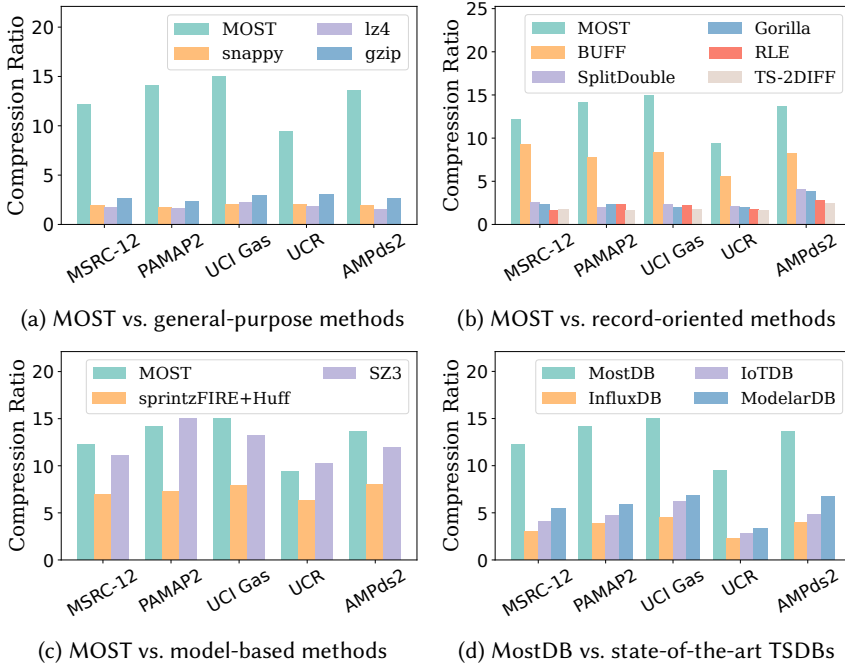 Compression Ratio
20
15
10
5
0
MOST
snappy
lz4
gzip
MSRC-12
PAMAP2
UCI Gas
UCR
AMPds2
(a) MOST vs. general-purpose methods
Compression Ratio
25
20
15
10
5
0
MOST
BUFF
SplitDouble
Gorilla
RLE
TS-2DIFF
MSRC-12
PAMAP2
UCI Gas
UCR
AMPds2
(b) MOST vs. record-oriented methods
Compression Ratio
20
15
10
5
0
MOST
sprintzFIRE+Huff
SZ3
MSRC-12
PAMAP2
UCI Gas
UCR
AMPds2
(c) MOST vs. model-based methods
Compression Ratio
20
15
10
5
0
MostDB
InfluxDB
IoTDB
ModelarDB
MSRC-12
PAMAP2
UCI Gas
UCR
AMPds2
(d) MostDB vs. state-of-the-art TSDBs